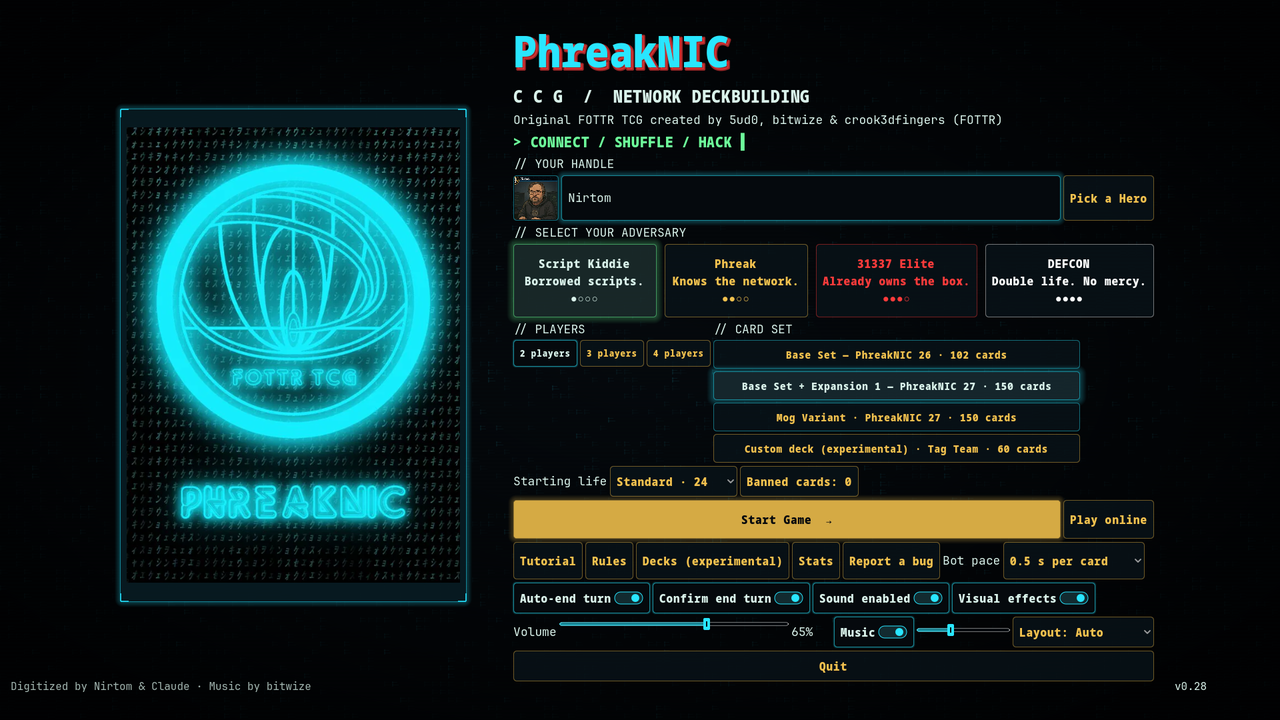 PhreakNIC
C C G / NETWORK DECKBUILDING
Original FOTTR TCG created by 5ud0, bitwize & crook3dfingers (FOTTR)
> CONNECT / SHUFFLE / HACK
// YOUR HANDLE
Nirtom
Pick a Hero
// SELECT YOUR ADVERSARY
Script Kiddie
Borrowed scripts.
Phreak
Knows the network.
31337 Elite
Already owns the box.
DEFCON
Double life. No mercy.
// PLAYERS
2 players
3 players
4 players
// CARD SET
Base Set — PhreakNIC 26 · 102 cards
Base Set + Expansion 1 — PhreakNIC 27 · 150 cards
Mog Variant · PhreakNIC 27 · 150 cards
Custom deck (experimental) · Tag Team · 60 cards
Starting life
Standard · 24
Banned cards: 0
Start Game →
Play online
Tutorial
Rules
Decks (experimental)
Stats
Report a bug
Bot pace
0.5 s per card
Auto-end turn
Confirm end turn
Sound enabled
Visual effects
Volume
65%
Music
Layout: Auto
Quit
FOTTR TCG
PHREAKNIC
Digitized by Nirtom & Claude · Music by bitwize
v0.28